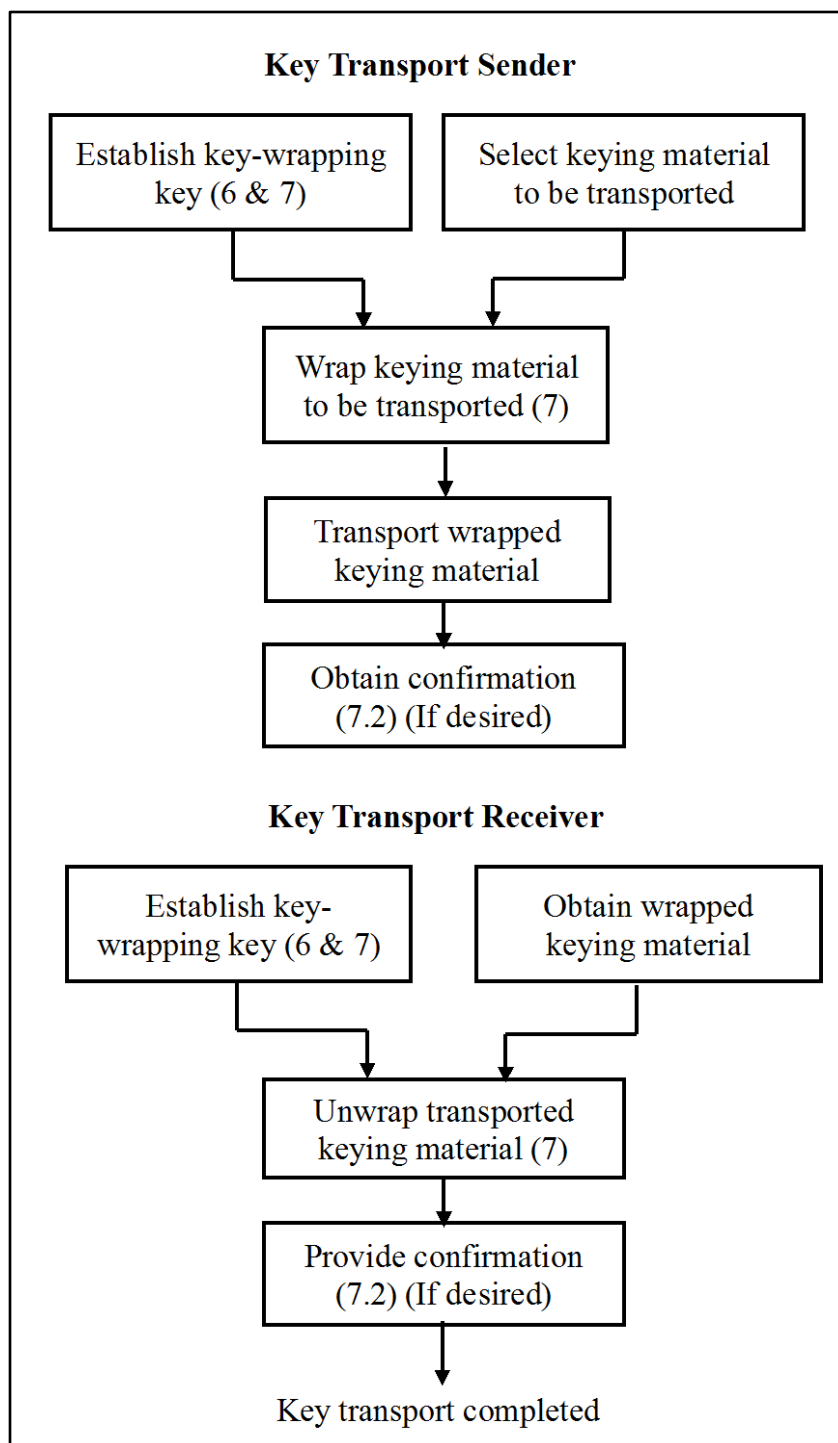 Key Transport Sender
Establish key-wrapping
key (6 & 7)
Select keying material
to be transported
Wrap keying material
to be transported (7)
Transport wrapped
keying material
Obtain confirmation
(7.2) (If desired)
Key Transport Receiver
Establish key-
wrapping key (6 & 7)
Obtain wrapped
keying material
Unwrap transported
keying material (7)
Provide confirmation
(7.2) (If desired)
Key transport completed